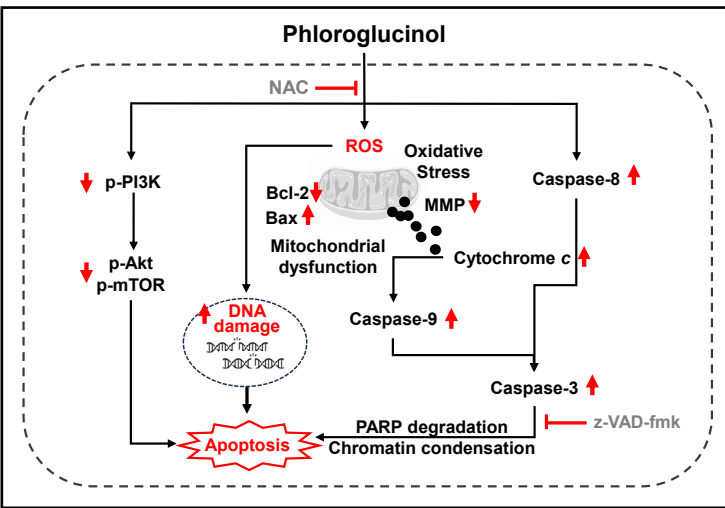 Phloroglucinol
NAC
ROS
Oxidative
Stress
p-PI3K
Bcl-2
Bax
MMP
Caspase-8
Mitochondrial
dysfunction
Cytochrome c
p-Akt
p-mTOR
DNA
damage
Caspase-9
Caspase-3
PARP degradation
Chromatin condensation
z-VAD-fmk
Apoptosis